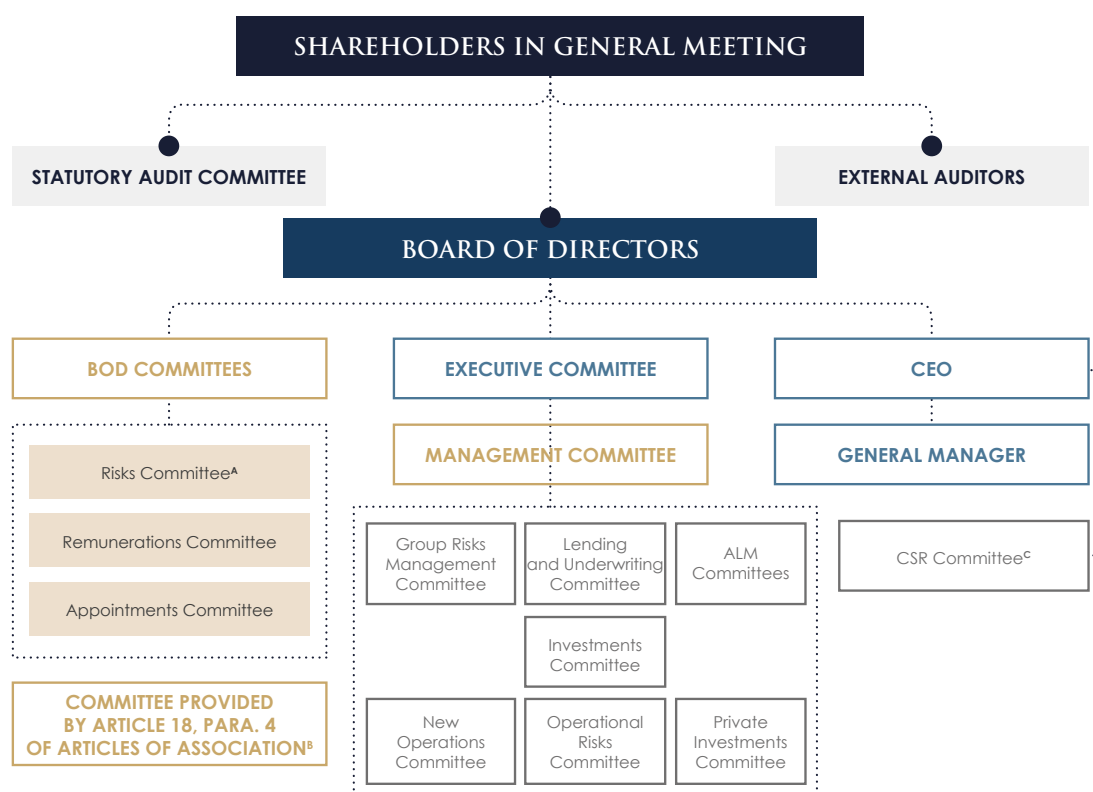 SHAREHOLDERS IN GENERAL MEETING
STATUTORY AUDIT COMMITTEE
EXTERNAL AUDITORS
BOARD OF DIRECTORS
BOD COMMITTEES
EXECUTIVE COMMITTEE
CEO
MANAGEMENT COMMITTEE
GENERAL MANAGER
Risks Committeeᴬ
Remunerations Committee
Appointments Committee
COMMITTEE PROVIDED
BY ARTICLE 18, PARA. 4
OF ARTICLES OF ASSOCIATIONᴮ
Group Risks
Management
Committee
Lending
and Underwriting
Committee
ALM
Committees
CSR Committeeᶜ
Investments
Committee
New
Operations
Committee
Operational
Risks
Committee
Private
Investments
Committee